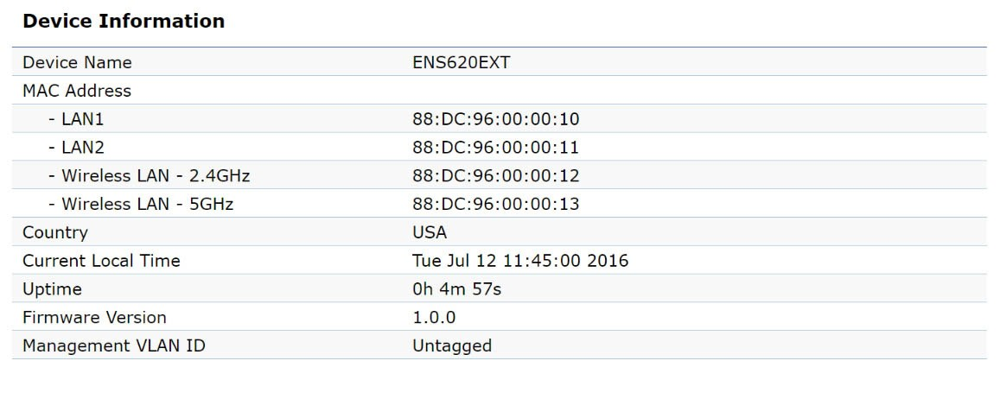 Device Information
Device Name ENS620EXT
MAC Address
- LAN1 88:DC:96:00:00:10
- LAN2 88:DC:96:00:00:11
- Wireless LAN - 2.4GHz 88:DC:96:00:00:12
- Wireless LAN - 5GHz 88:DC:96:00:00:13
Country USA
Current Local Time Tue Jul 12 11:45:00 2016
Uptime 0h 4m 57s
Firmware Version 1.0.0
Management VLAN ID Untagged